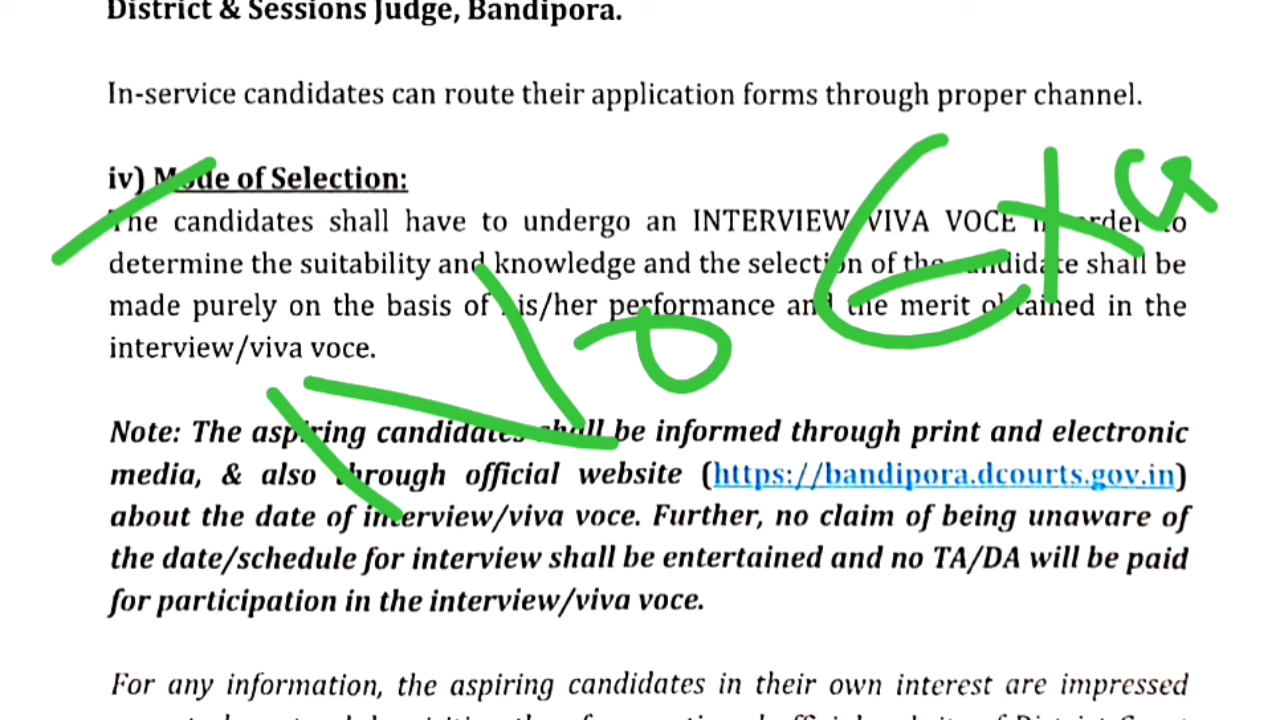 District & Sessions Judge, Bandipora.
In-service candidates can route their application forms through proper channel.
iv) Mode of Selection:
The candidates shall have to undergo an INTERVIEW/VIVA VOCE in order to
determine the suitability and knowledge and the selection of the candidate shall be
made purely on the basis of his/her performance and the merit obtained in the
interview/viva voce.
No Exa
Note: The aspiring candidates shall be informed through print and electronic
media, & also through official website (https://bandipora.dcourts.gov.in)
about the date of interview/viva voce. Further, no claim of being unaware of
the date/schedule for interview shall be entertained and no TA/DA will be paid
for participation in the interview/viva voce.
For any information, the aspiring candidates in their own interest are impressed